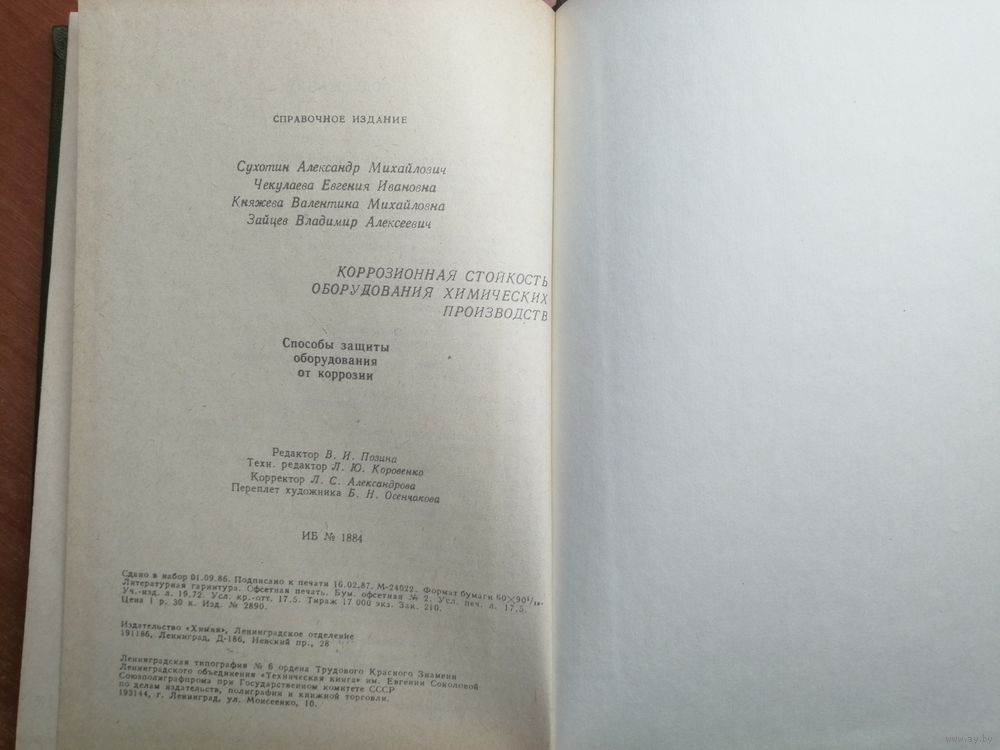 СПРАВОЧНОЕ ИЗДАНИЕ
Сухотин Александр Михайлович
Чекулаева Евгения Ивановна
Княжева Валентина Михайловна
Зайцев Владимир Алексеевич
КОРРОЗИОННАЯ СТОЙКОСТЬ
ОБОРУДОВАНИЯ ХИМИЧЕСКИХ
ПРОИЗВОДСТВ
Способы защиты
оборудования
от коррозии
Редактор В. И. Позина
Техн. редактор Л. Ю. Коровенко
Корректор Л. С. Александрова
Переплет художника Б. Н. Осенчакова
ИБ № 1884
Сдано в набор 01.09.86. Подписано к печати 16.02.87. М-24022. Формат бумаги 60×90¹/₁₆.
Литературная гарнитура. Офсетная печать. Бум. офсетная № 2. Усл. печ. л. 17.5.
Уч.-изд. л. 19.72. Усл. кр.-отт. 17.5. Тираж 17 000 экз. Зак. 210.
Цена 1 р. 30 к. Изд. № 2890.
Издательство «Химия», Ленинградское отделение
191186, Ленинград, Д-186, Невский пр., 28
Ленинградская типография № 6 ордена Трудового Красного Знамени
Ленинградского объединения «Техническая книга» им. Евгении Соколовой
Союзполиграфпрома при Государственном комитете СССР
по делам издательств, полиграфии и книжной торговли.
193144, г. Ленинград, ул. Моисеенко, 10.
www.ay.by